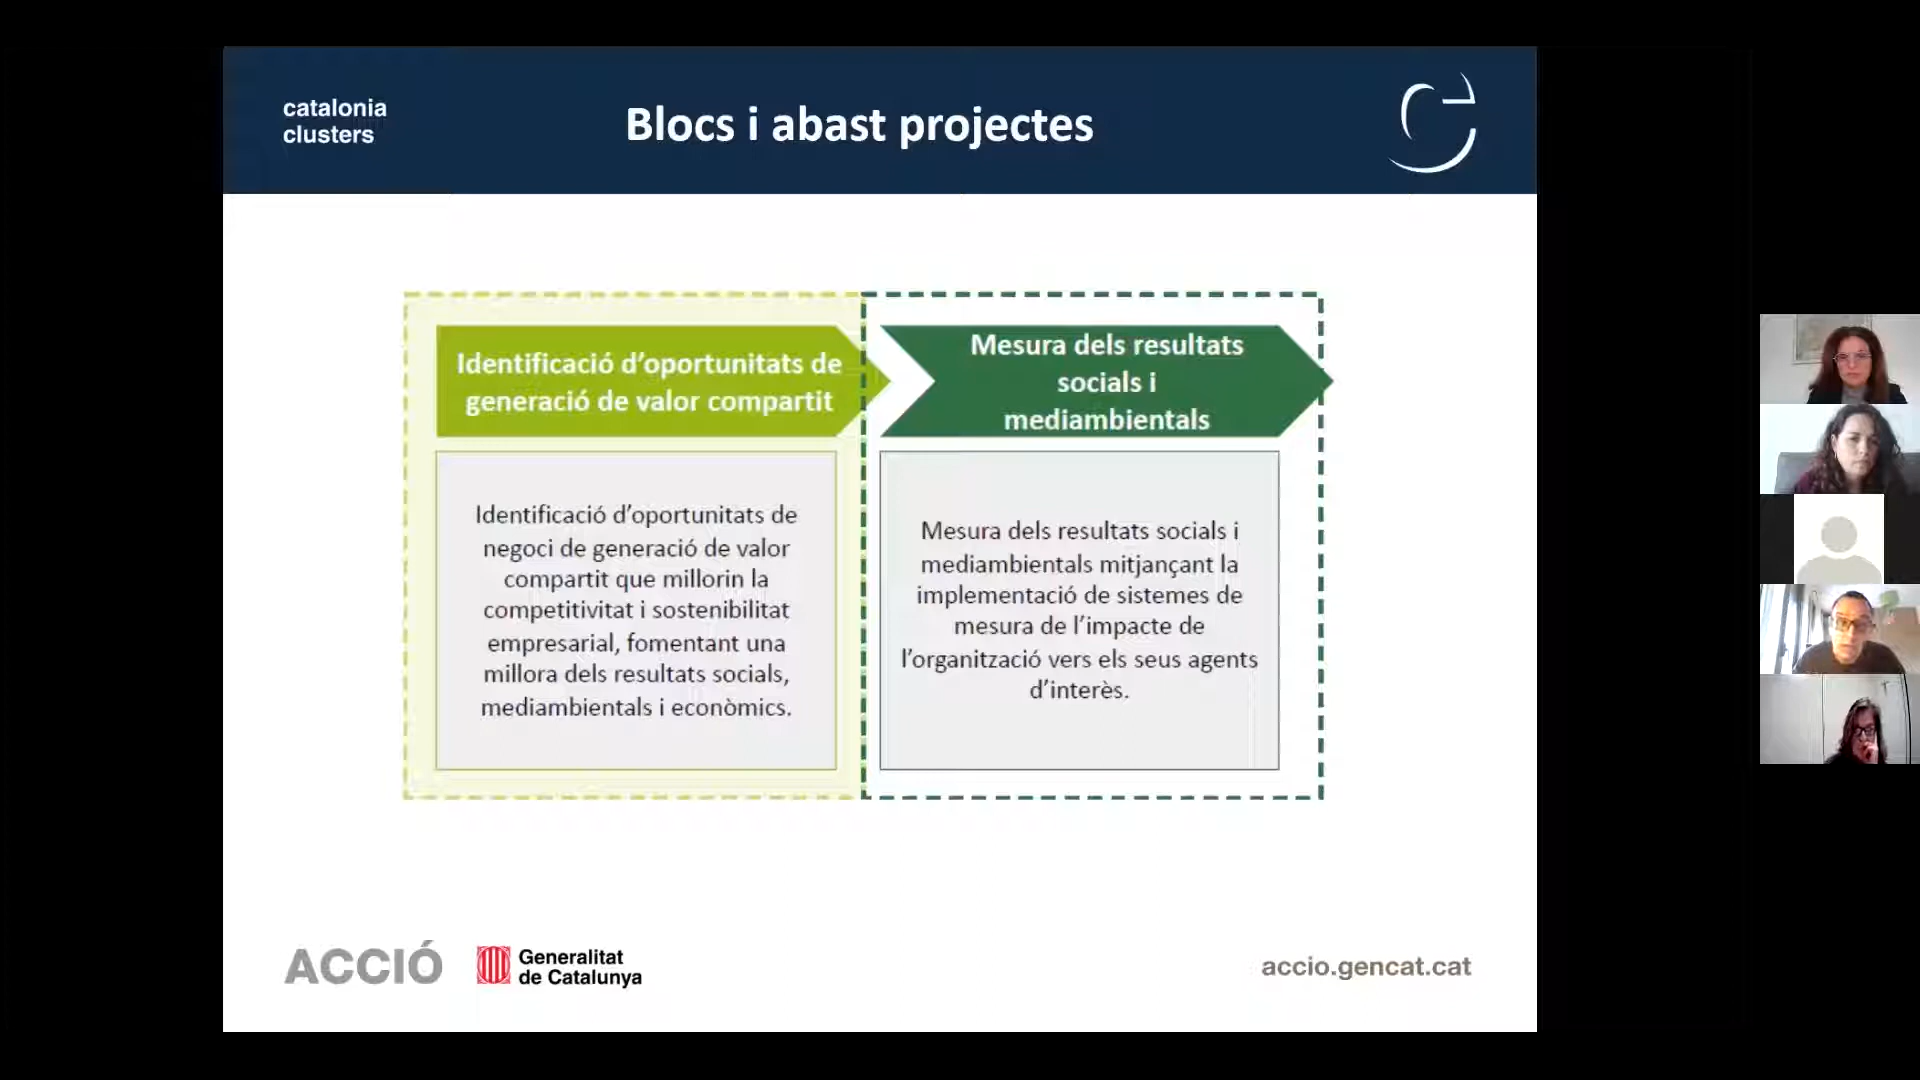 catalonia
clusters
Blocs i abast projectes
Identificació d’oportunitats de
generació de valor compartit
Mesura dels resultats
socials i
mediambientals
Identificació d’oportunitats de
negoci de generació de valor
compartit que millorin la
competitivitat i sostenibilitat
empresarial, fomentant una
millora dels resultats socials,
mediambientals i econòmics.
Mesura dels resultats socials i
mediambientals mitjançant la
implementació de sistemes de
mesura de l’impacte de
l’organització vers els seus agents
d’interès.
ACCIÓ
Generalitat
de Catalunya
accio.gencat.cat